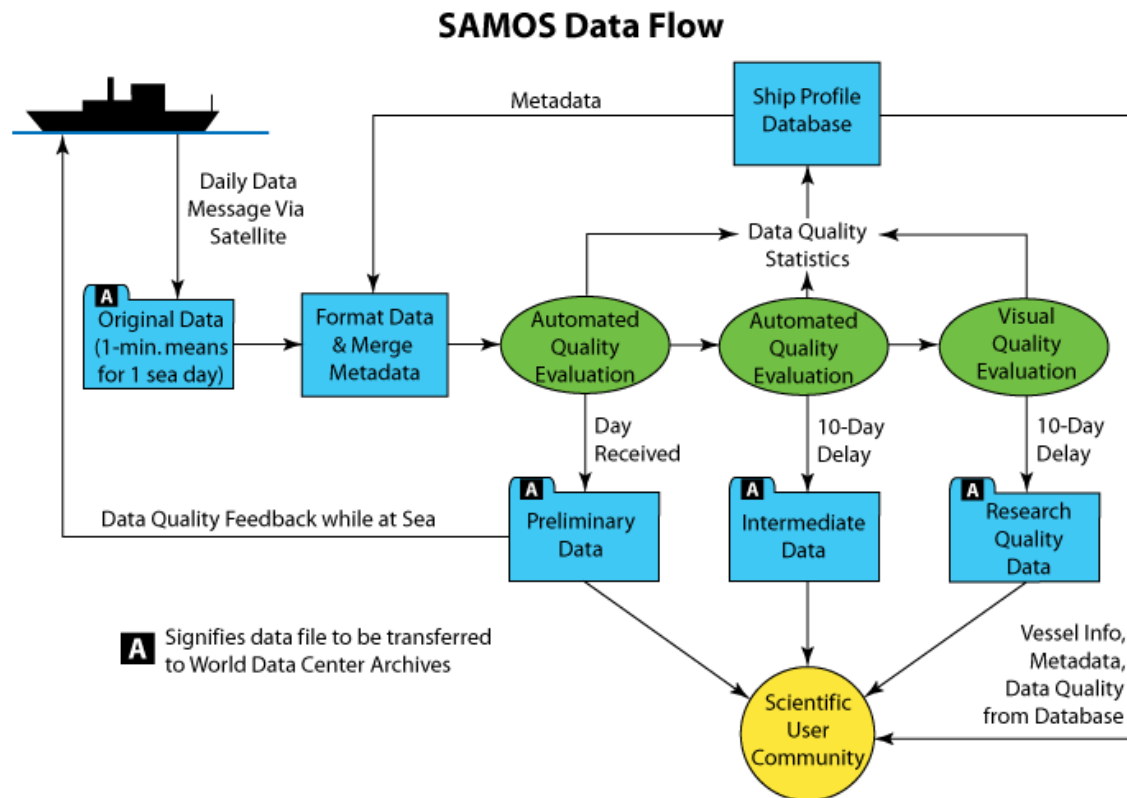 SAMOS Data Flow
Metadata
Ship Profile
Database
Daily Data
Message Via
Satellite
Data Quality
Statistics
A
Original Data
(1-min. means
for 1 sea day)
Format Data
& Merge
Metadata
Automated
Quality
Evaluation
Automated
Quality
Evaluation
Visual
Quality
Evaluation
Day
Received
10-Day
Delay
10-Day
Delay
Data Quality Feedback while at Sea
A
Preliminary
Data
A
Intermediate
Data
A
Research
Quality
Data
A
Signifies data file to be transferred
to World Data Center Archives
Scientific
User
Community
Vessel Info,
Metadata,
Data Quality
from Database